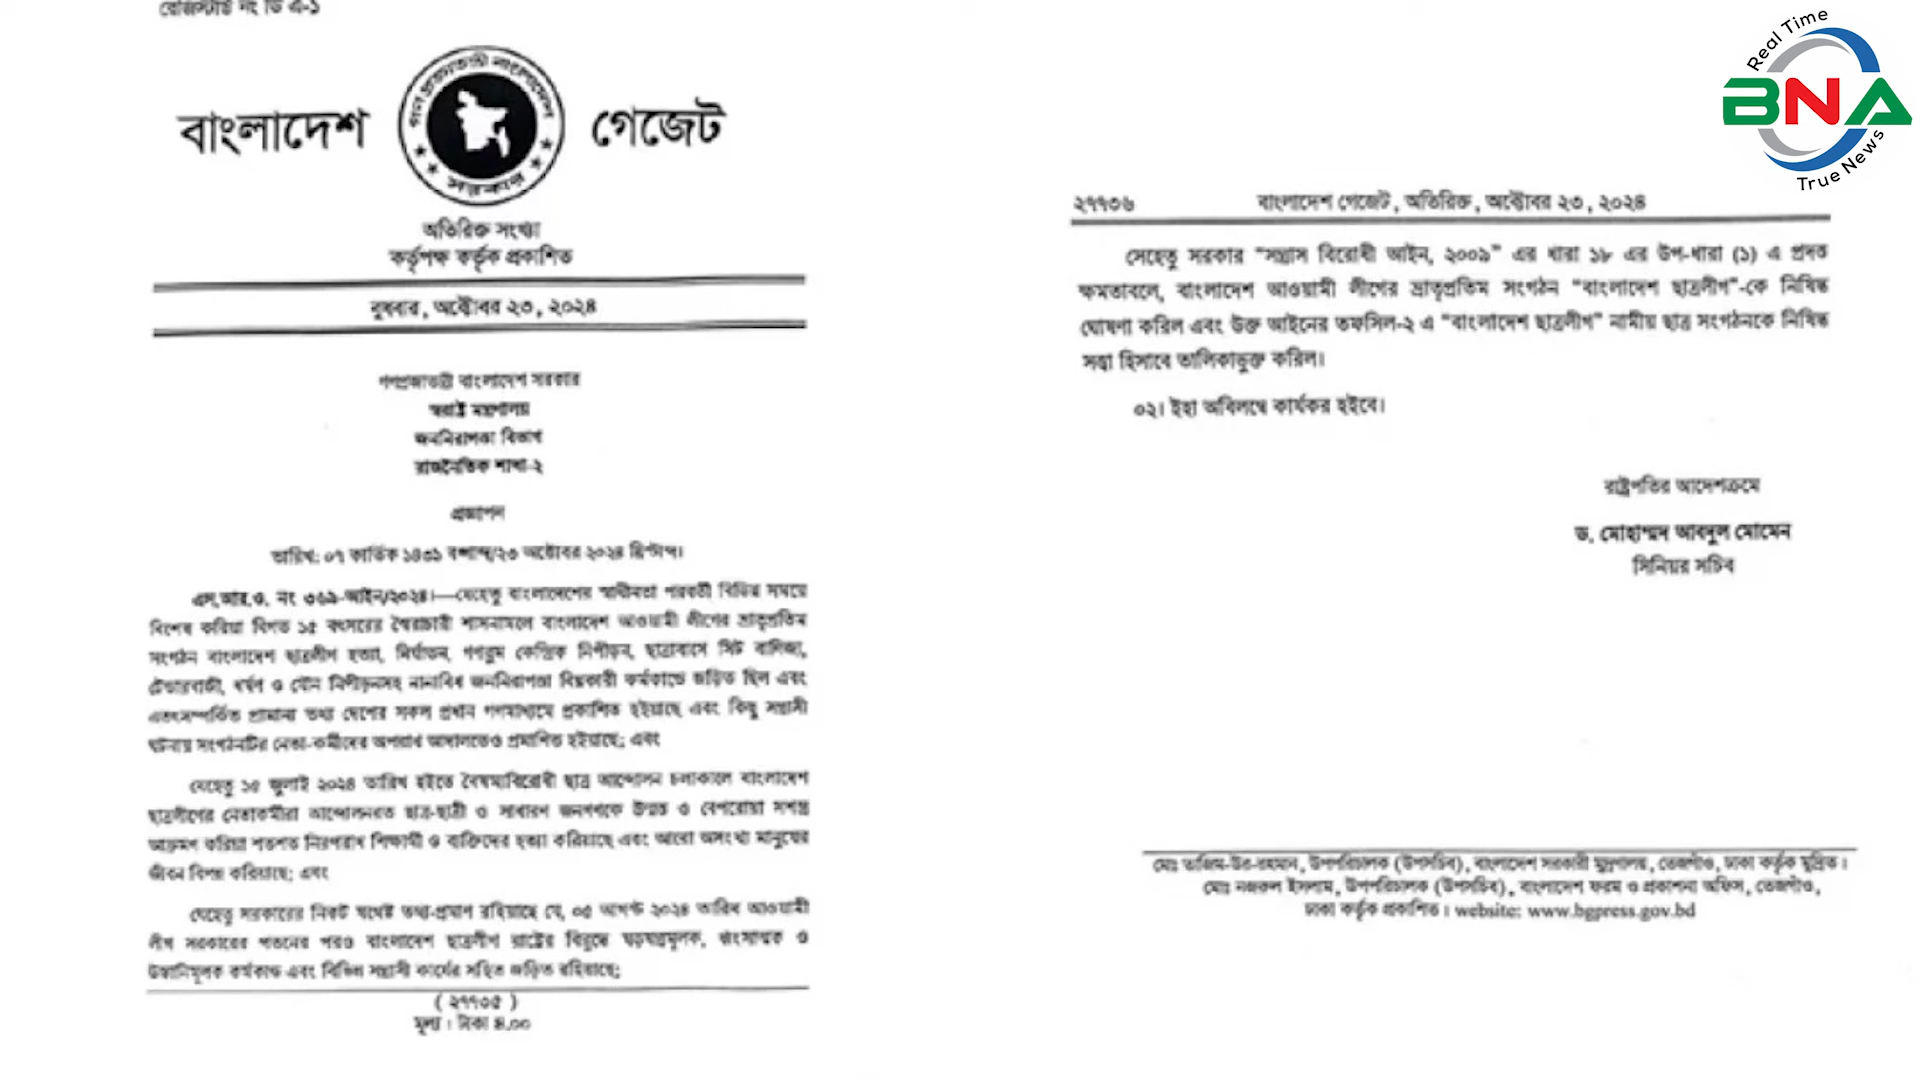 রেজিস্টার্ড নং ডি এ-১
বাংলাদেশ গেজেট
গণপ্রজাতন্ত্রী বাংলাদেশ
সরকার
অতিরিক্ত সংখ্যা
কর্তৃপক্ষ কর্তৃক প্রকাশিত
বুধবার, অক্টোবর ২৩, ২০২৪
গণপ্রজাতন্ত্রী বাংলাদেশ সরকার
স্বরাষ্ট্র মন্ত্রণালয়
জননিরাপত্তা বিভাগ
রাজনৈতিক শাখা-২
প্রজ্ঞাপন
তারিখ: ০৭ কার্তিক ১৪৩১ বঙ্গাব্দ/২৩ অক্টোবর ২০২৪ খ্রিস্টাব্দ।
এস.আর.ও. নং ৩৬৯-আইন/২০২৪।—যেহেতু বাংলাদেশের স্বাধীনতা পরবর্তী বিভিন্ন সময়ে
বিশেষ করিয়া বিগত ১৫ বৎসরের স্বৈরাচারী শাসনামলে বাংলাদেশ আওয়ামী লীগের ভ্রাতৃপ্রতিম
সংগঠন বাংলাদেশ ছাত্রলীগ হত্যা, নির্যাতন, গণরুম কেন্দ্রিক নিপীড়ন, ছাত্রাবাসে সিট বাণিজ্য,
টেন্ডারবাজী, ধর্ষণ ও যৌন নিপীড়নসহ নানাবিধ জননিরাপত্তা বিঘ্নকারী কর্মকাণ্ডে জড়িত ছিল এবং
এতৎসম্পর্কিত প্রামাণ্য তথ্য দেশের সকল প্রধান গণমাধ্যমে প্রকাশিত হইয়াছে এবং কিছু সন্ত্রাসী
ঘটনায় সংগঠনটির নেতা-কর্মীদের অপরাধ আদালতেও প্রমাণিত হইয়াছে; এবং
যেহেতু ১৫ জুলাই ২০২৪ তারিখ হইতে বৈষম্যবিরোধী ছাত্র আন্দোলন চলাকালে বাংলাদেশ
ছাত্রলীগের নেতাকর্মীরা আন্দোলনরত ছাত্র-ছাত্রী ও সাধারণ জনগণকে উন্মত্ত ও বেপরোয়া সশস্ত্র
আক্রমণ করিয়া শতশত নিরপরাধ শিক্ষার্থী ও ব্যক্তিদের হত্যা করিয়াছে এবং আরো অসংখ্য মানুষের
জীবন বিপন্ন করিয়াছে; এবং
যেহেতু সরকারের নিকট যথেষ্ট তথ্য-প্রমাণ রহিয়াছে যে, ০৫ আগস্ট ২০২৪ তারিখ আওয়ামী
লীগ সরকারের পতনের পরও বাংলাদেশ ছাত্রলীগ রাষ্ট্রের বিরুদ্ধে ষড়যন্ত্রমূলক, ধ্বংসাত্মক ও
উস্কানিমূলক কর্মকাণ্ড এবং বিভিন্ন সন্ত্রাসী কার্যের সহিত জড়িত রহিয়াছে;
( ২৭৭৩৫ )
মূল্য : টাকা ৪.০০
Real Time
BNA
True News
২৭৭৩৬ বাংলাদেশ গেজেট, অতিরিক্ত, অক্টোবর ২৩, ২০২৪
সেহেতু সরকার "সন্ত্রাস বিরোধী আইন, ২০০৯" এর ধারা ১৮ এর উপ-ধারা (১) এ প্রদত্ত
ক্ষমতাবলে, বাংলাদেশ আওয়ামী লীগের ভ্রাতৃপ্রতিম সংগঠন "বাংলাদেশ ছাত্রলীগ"-কে নিষিদ্ধ
ঘোষণা করিল এবং উক্ত আইনের তফসিল-২ এ "বাংলাদেশ ছাত্রলীগ" নামীয় ছাত্র সংগঠনকে নিষিদ্ধ
সত্ত্বা হিসাবে তালিকাভুক্ত করিল।
০২। ইহা অবিলম্বে কার্যকর হইবে।
রাষ্ট্রপতির আদেশক্রমে
ড. মোহাম্মদ আবদুল মোমেন
সিনিয়র সচিব
মোঃ তাজিম-উর-রহমান, উপপরিচালক (উপসচিব), বাংলাদেশ সরকারী মুদ্রণালয়, তেজগাঁও, ঢাকা কর্তৃক মুদ্রিত।
মোঃ নজরুল ইসলাম, উপপরিচালক (উপসচিব), বাংলাদেশ ফরম ও প্রকাশনা অফিস, তেজগাঁও,
ঢাকা কর্তৃক প্রকাশিত। website: www.bgpress.gov.bd